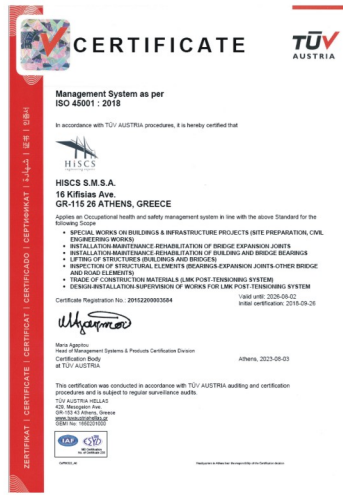 CERTIFICATE
TÜV
AUSTRIA
Management System as per
ISO 45001 : 2018
In accordance with TÜV AUSTRIA procedures, it is hereby certified that
HiSCS
HISCS S.M.S.A.
16 Kifisias Ave.
GR-115 26 ATHENS, GREECE
Applies an Occupational health and safety management system in line with the above Standard for the
following Scope
• SPECIAL WORKS ON BUILDINGS & INFRASTRUCTURE PROJECTS (SITE PREPARATION, CIVIL
ENGINEERING WORKS)
• INSTALLATION-MAINTENANCE-REHABILITATION OF BRIDGE EXPANSION JOINTS
• INSTALLATION-MAINTENANCE-REHABILITATION OF BUILDING AND BRIDGE BEARINGS
• LIFTING OF STRUCTURES (BUILDINGS AND BRIDGES)
• INSPECTION OF STRUCTURAL ELEMENTS (BEARINGS-EXPANSION JOINTS-OTHER BRIDGE
AND ROAD ELEMENTS)
• TRADE OF CONSTRUCTION MATERIALS (LMK POST-TENSIONING SYSTEM)
• DESIGN-INSTALLATION-SUPERVISION OF WORKS FOR LMK POST-TENSIONING SYSTEM
Certificate Registration No.: 20152200003584
Valid until: 2026-08-02
Initial certification: 2018-09-26
Maria Agapitou
Head of Management Systems & Products Certification Division
Certification Body
at TÜV AUSTRIA
Athens, 2023-08-03
This certification was conducted in accordance with TÜV AUSTRIA auditing and certification
procedures and is subject to regular surveillance audits.
TÜV AUSTRIA HELLAS
429, Mesogeion Ave.
GR-153 43 Athens, Greece
www.tuvaustriahellas.gr
IAF
ZERTIFIKAT | CERTIFICATE | CERTIFICAT | CERTIFICADO | СЕРТИФИКАТ | شهادة